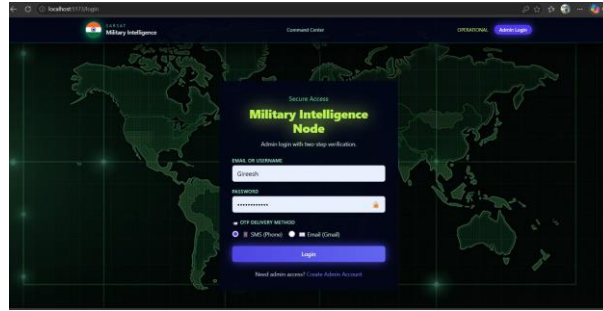 localhost:5173/login
SARSAT
Military Intelligence
Command Center
OPERATIONAL
Admin Login
Secure Access
Military Intelligence
Node
Admin login with two-step verification.
EMAIL OR USERNAME
Gireesh
PASSWORD
••••••••••••
OTP DELIVERY METHOD
SMS (Phone) Email (Gmail)
Login
Need admin access? Create Admin Account